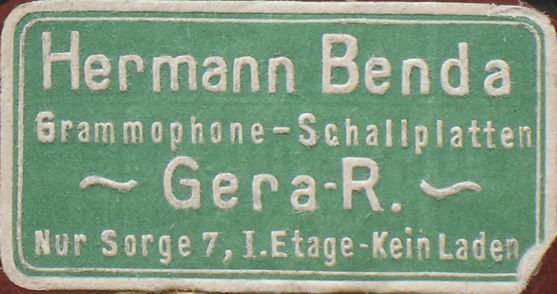 Hermann Benda
Grammophone-Schallplatten
~ Gera-R. ~
Nur Sorge 7, I. Etage-Kein Laden